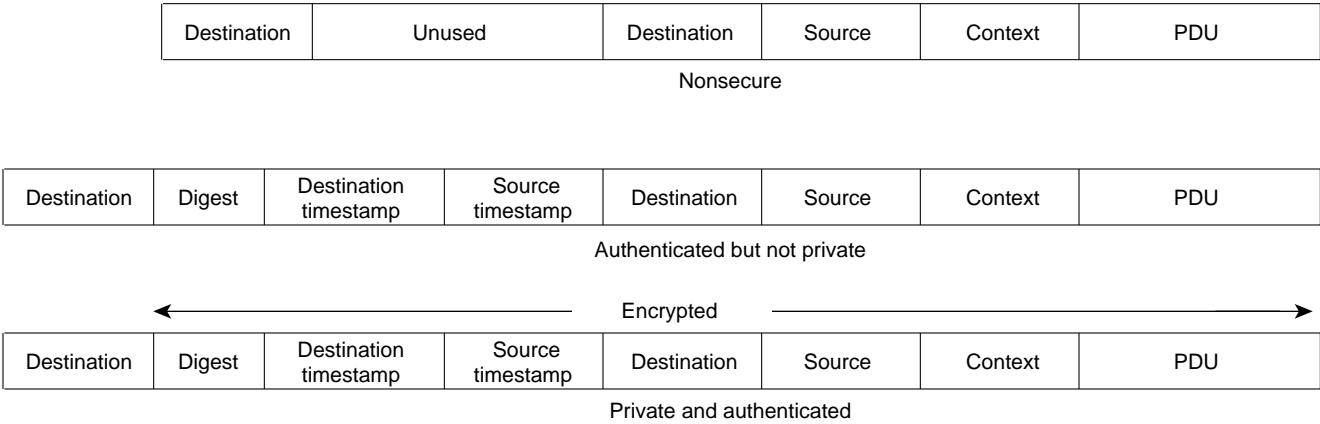 Destination Unused Destination Source Context PDU
Nonsecure
Destination Digest Destination timestamp Source timestamp Destination Source Context PDU
Authenticated but not private
Encrypted
Destination Digest Destination timestamp Source timestamp Destination Source Context PDU
Private and authenticated